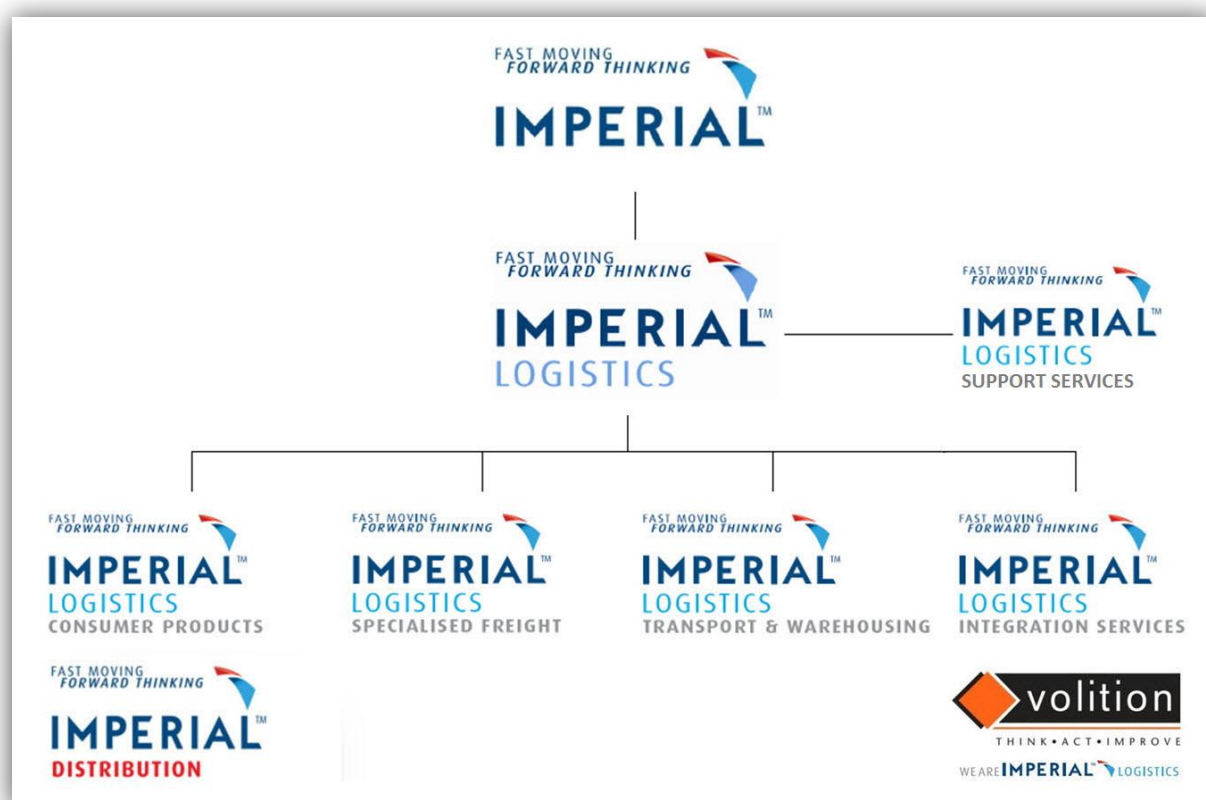 FAST MOVING
FORWARD THINKING
IMPERIAL™
FAST MOVING
FORWARD THINKING
IMPERIAL™
LOGISTICS
FAST MOVING
FORWARD THINKING
IMPERIAL™
LOGISTICS
SUPPORT SERVICES
FAST MOVING
FORWARD THINKING
IMPERIAL™
LOGISTICS
CONSUMER PRODUCTS
FAST MOVING
FORWARD THINKING
IMPERIAL™
LOGISTICS
SPECIALISED FREIGHT
FAST MOVING
FORWARD THINKING
IMPERIAL™
LOGISTICS
TRANSPORT & WAREHOUSING
FAST MOVING
FORWARD THINKING
IMPERIAL™
LOGISTICS
INTEGRATION SERVICES
FAST MOVING
FORWARD THINKING
IMPERIAL™
DISTRIBUTION
volition
THINK•ACT•IMPROVE
WE ARE IMPERIAL™ LOGISTICS